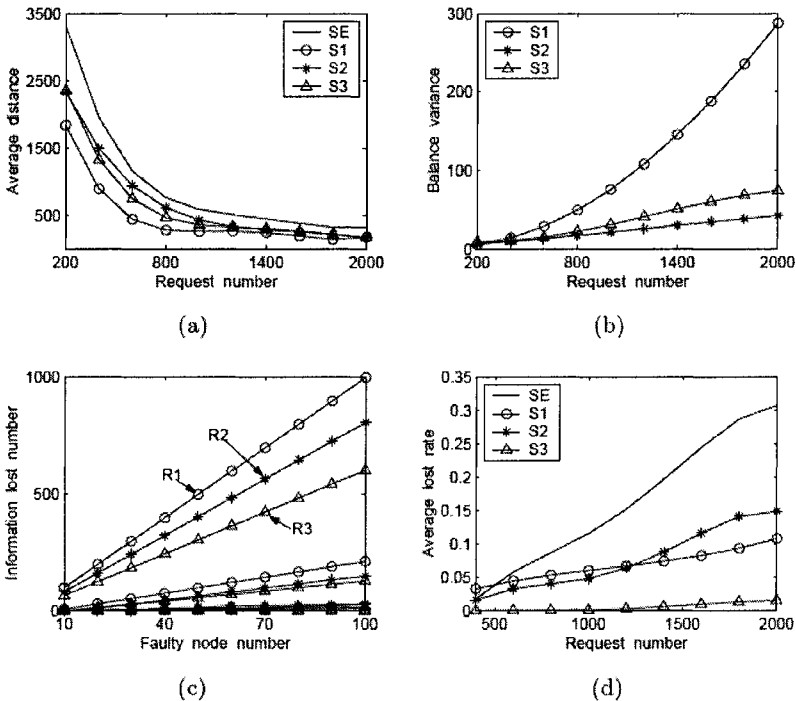 3500
2500
1500
500
Average distance
SE
S1
S2
S3
200 800 1400 2000
Request number
(a)
300
200
100
0
Balance variance
S1
S2
S3
200 800 1400 2000
Request number
(b)
1000
500
0
Information lost number
R1
R2
R3
10 40 70 100
Faulty node number
(c)
0.35
0.3
0.25
0.2
0.15
0.1
0.05
0
Average lost rate
SE
S1
S2
S3
500 1000 1500 2000
Request number
(d)